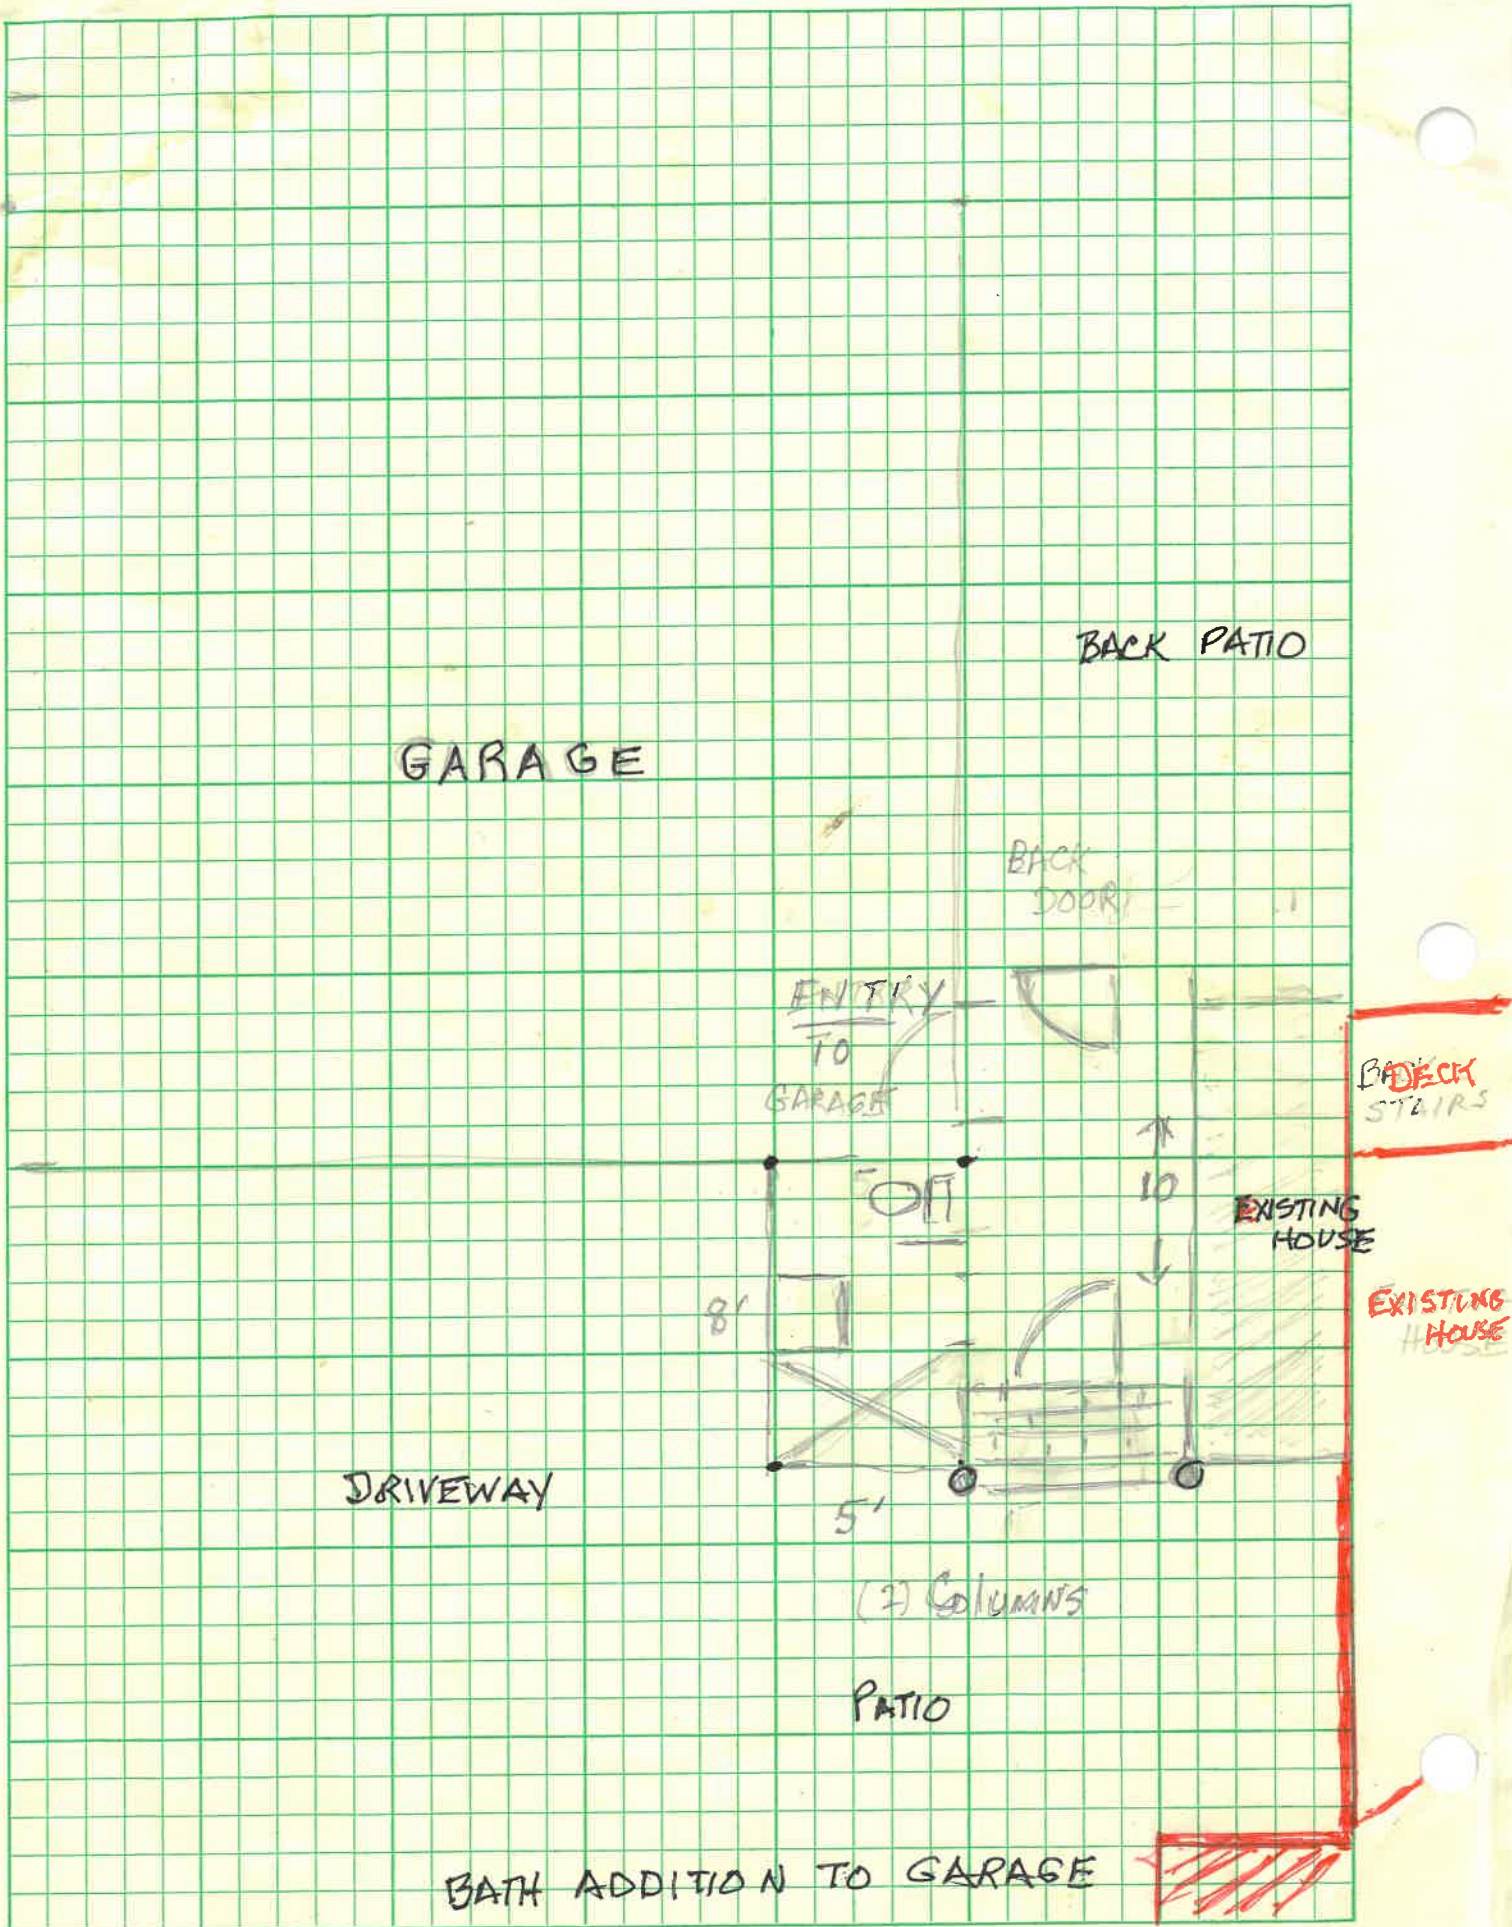 BACK PATIO
GARAGE
BACK
DOOR
ENTRY
TO
GARAGE
DECK
STAIRS
10
EXISTING
HOUSE
8'
EXISTING
HOUSE
DRIVEWAY
5'
(2) Columns
PATIO
BATH ADDITION TO GARAGE